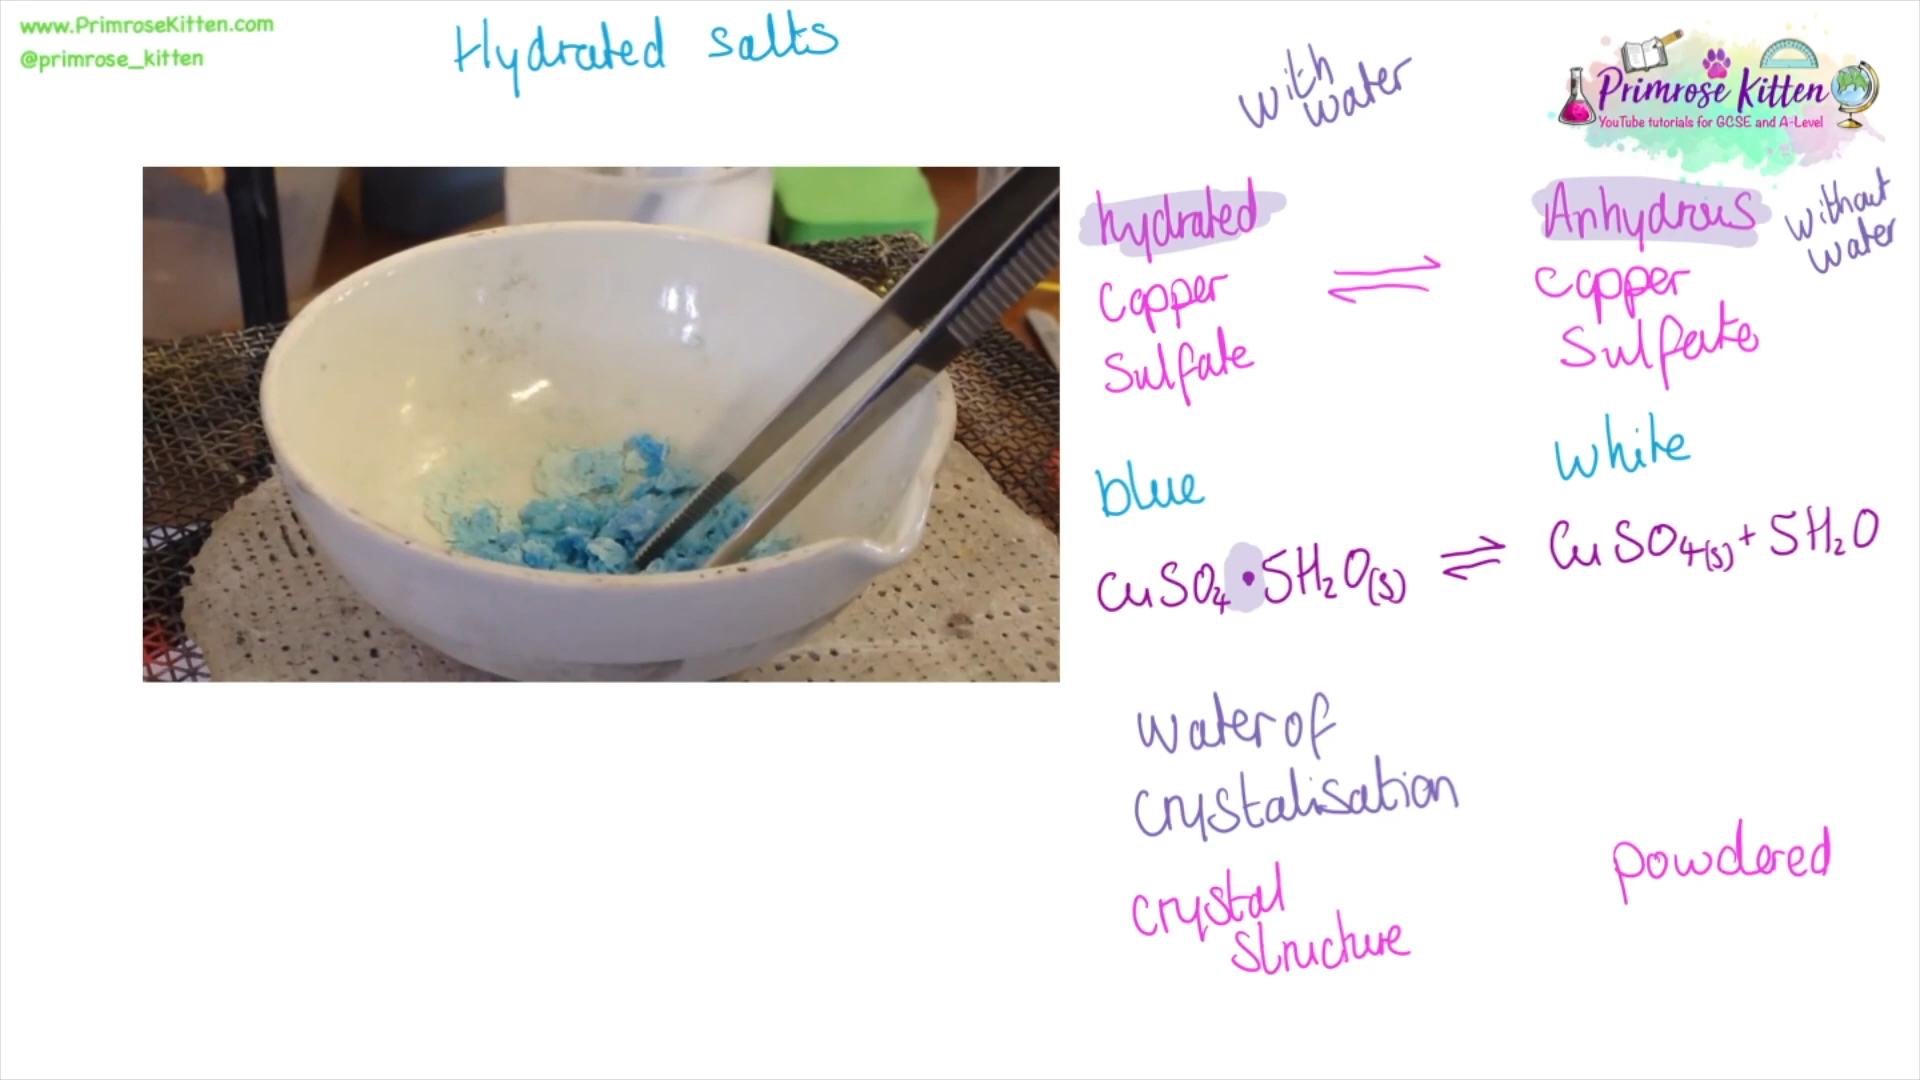 www.PrimroseKitten.com
@primrose_kitten
Hydrated salts
with
water
Primrose Kitten
YouTube tutorials for GCSE and A-Level
hydrated
Copper
Sulfate
⇌
Anhydrous
Copper
Sulfate
without
water
blue
white
CuSO₄•5H₂O(s) ⇌ CuSO₄(s) + 5H₂O
Water of
crystalisation
crystal
structure
powdered